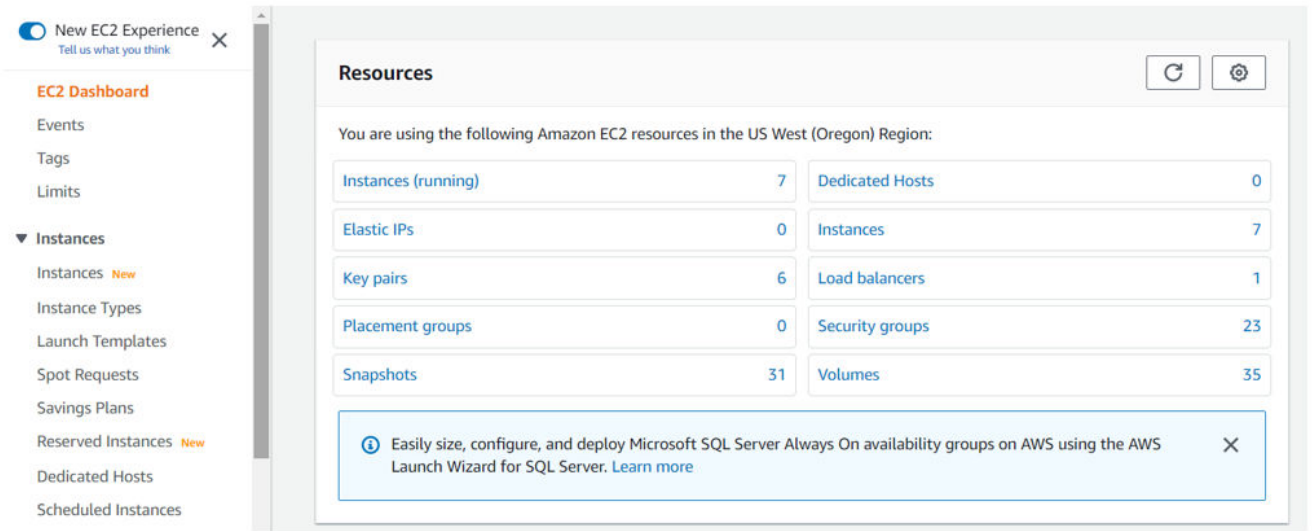 New EC2 Experience
Tell us what you think
EC2 Dashboard
Events
Tags
Limits
Instances
Instances New
Instance Types
Launch Templates
Spot Requests
Savings Plans
Reserved Instances New
Dedicated Hosts
Scheduled Instances
Resources
You are using the following Amazon EC2 resources in the US West (Oregon) Region:
Instances (running) 7
Dedicated Hosts 0
Elastic IPs 0
Instances 7
Key pairs 6
Load balancers 1
Placement groups 0
Security groups 23
Snapshots 31
Volumes 35
Easily size, configure, and deploy Microsoft SQL Server Always On availability groups on AWS using the AWS
Launch Wizard for SQL Server. Learn more